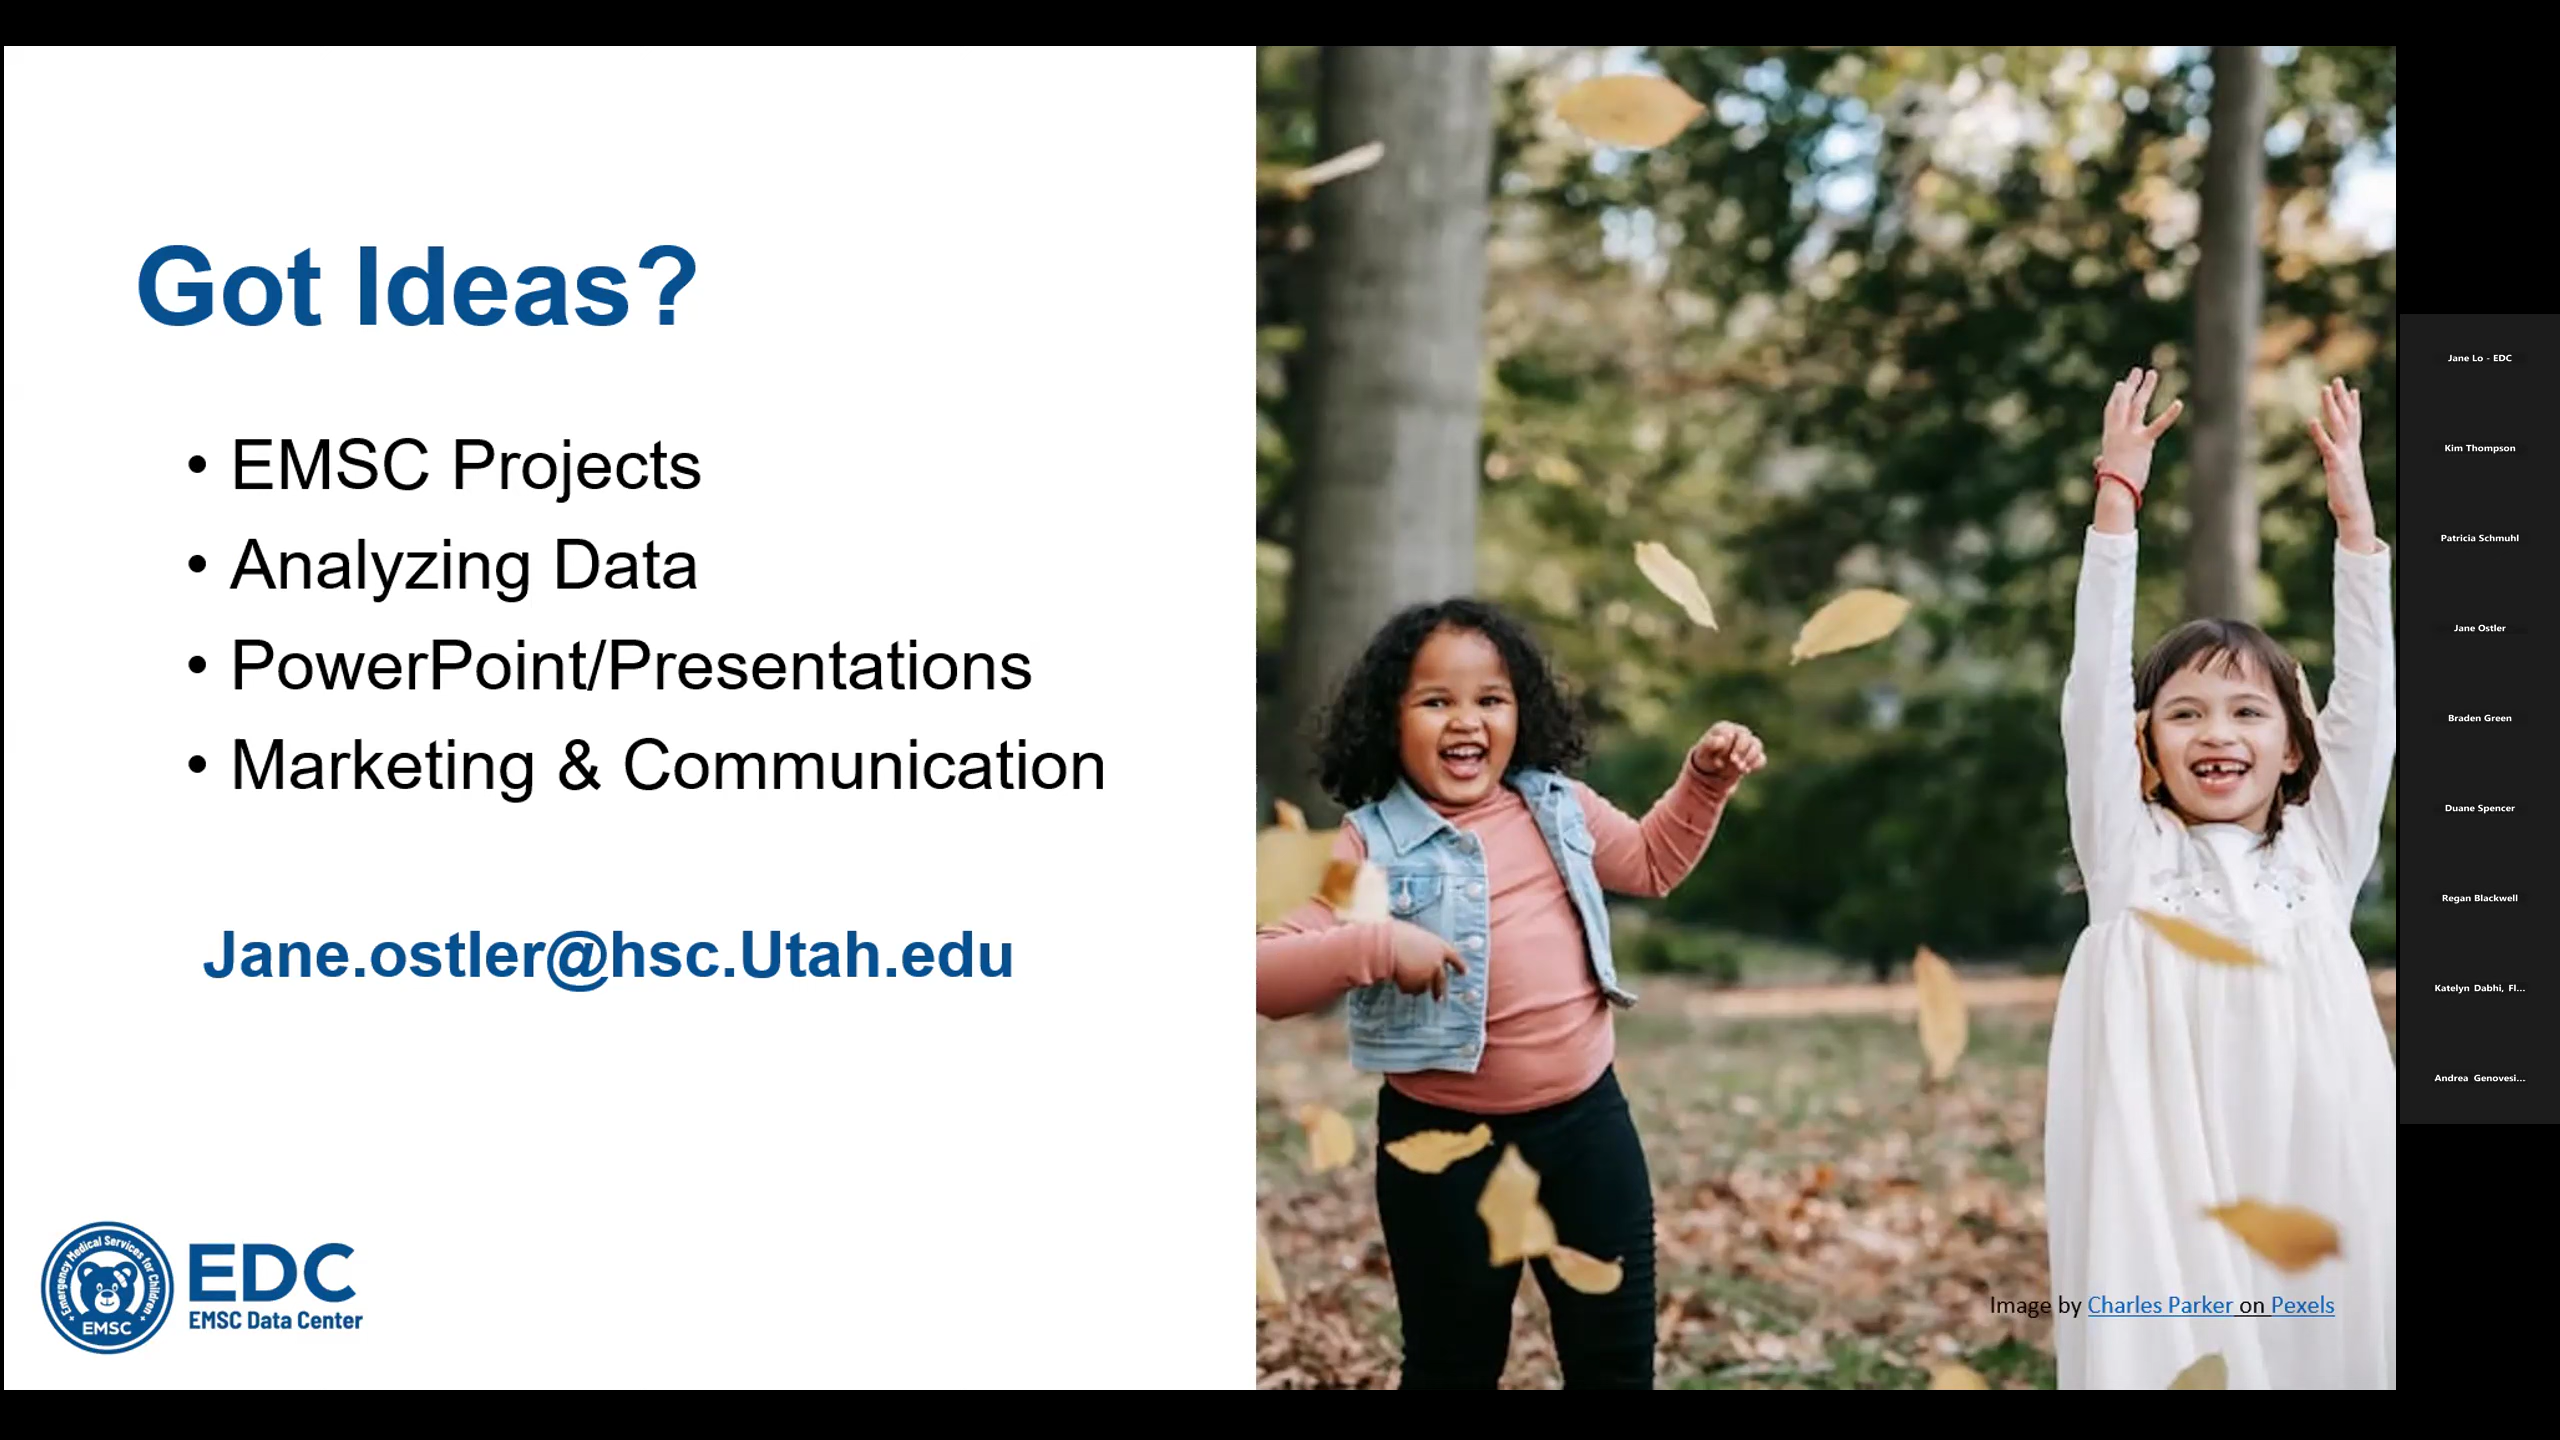 Got Ideas?
• EMSC Projects
• Analyzing Data
• PowerPoint/Presentations
• Marketing & Communication
Jane.ostler@hsc.Utah.edu
Emergency Medical Services for Children
EMSC
EDC
EMSC Data Center
Image by Charles Parker on Pexels
Jane Lo - EDC
Kim Thompson
Patricia Schmuhl
Jane Ostler
Braden Green
Duane Spencer
Regan Blackwell
Katelyn Dabhi, Fl...
Andrea Genovesi...